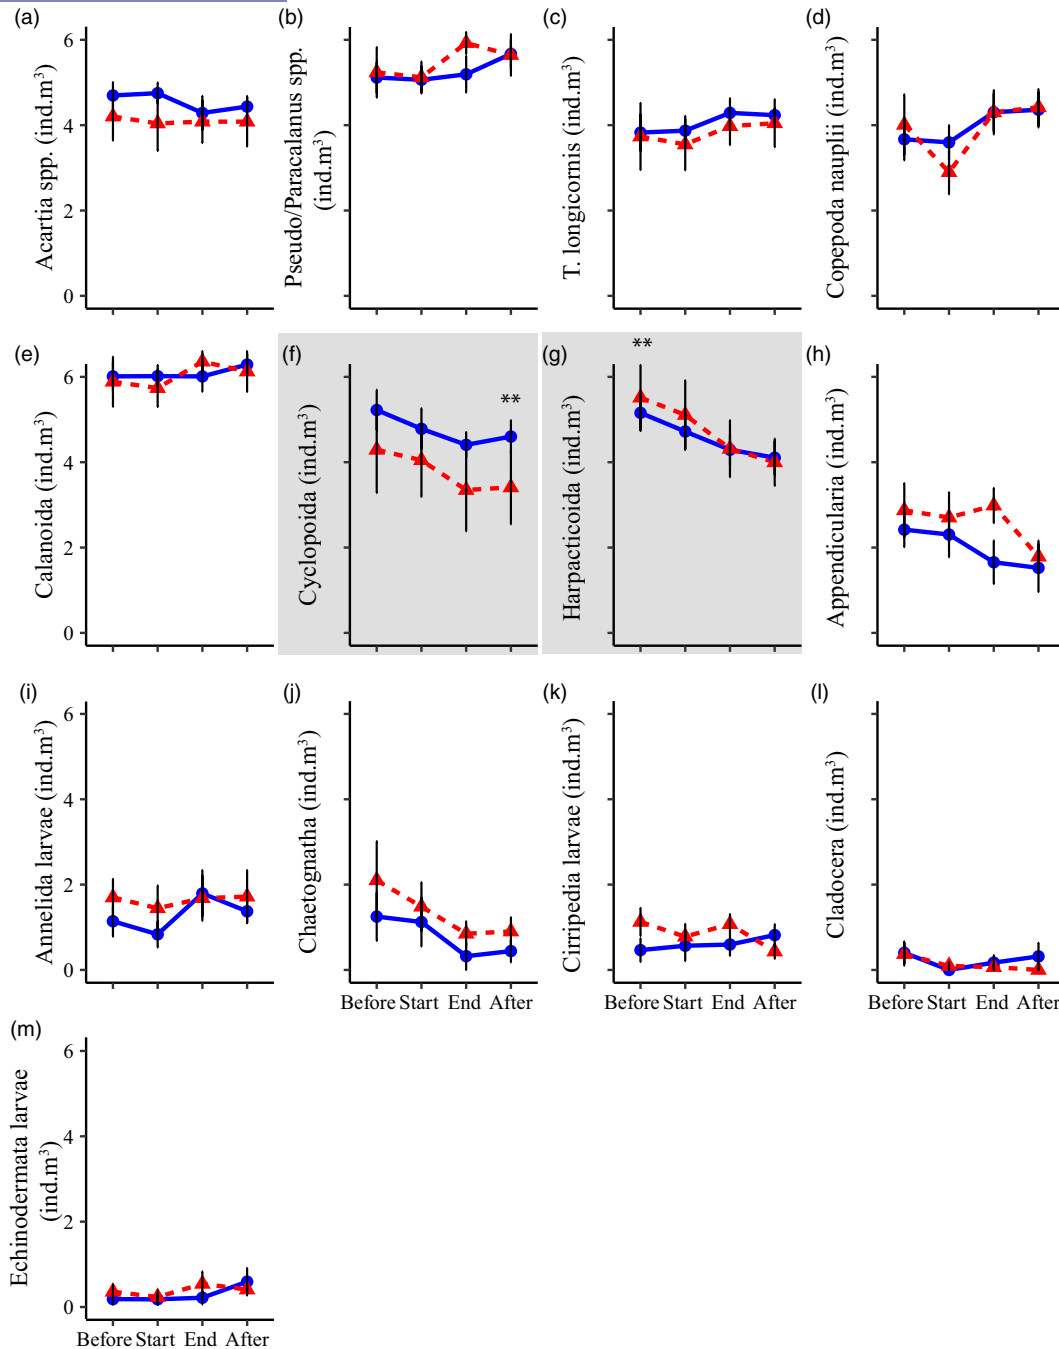 (a)
Acartia spp. (ind.m³)
6
4
2
0
(b)
Pseudo/Paracalanus spp.
(ind.m³)
(c)
T. longicornis (ind.m³)
(d)
Copepoda nauplii (ind.m³)
(e)
Calanoida (ind.m³)
6
4
2
0
(f)
Cyclopoida (ind.m³)
**
(g)
Harpacticoida (ind.m³)
**
(h)
Appendicularia (ind.m³)
(i)
Annelida larvae (ind.m³)
6
4
2
0
(j)
Chaetognatha (ind.m³)
Before Start End After
(k)
Cirripedia larvae (ind.m³)
Before Start End After
(l)
Cladocera (ind.m³)
Before Start End After
(m)
Echinodermata larvae
(ind.m³)
6
4
2
0
Before Start End After